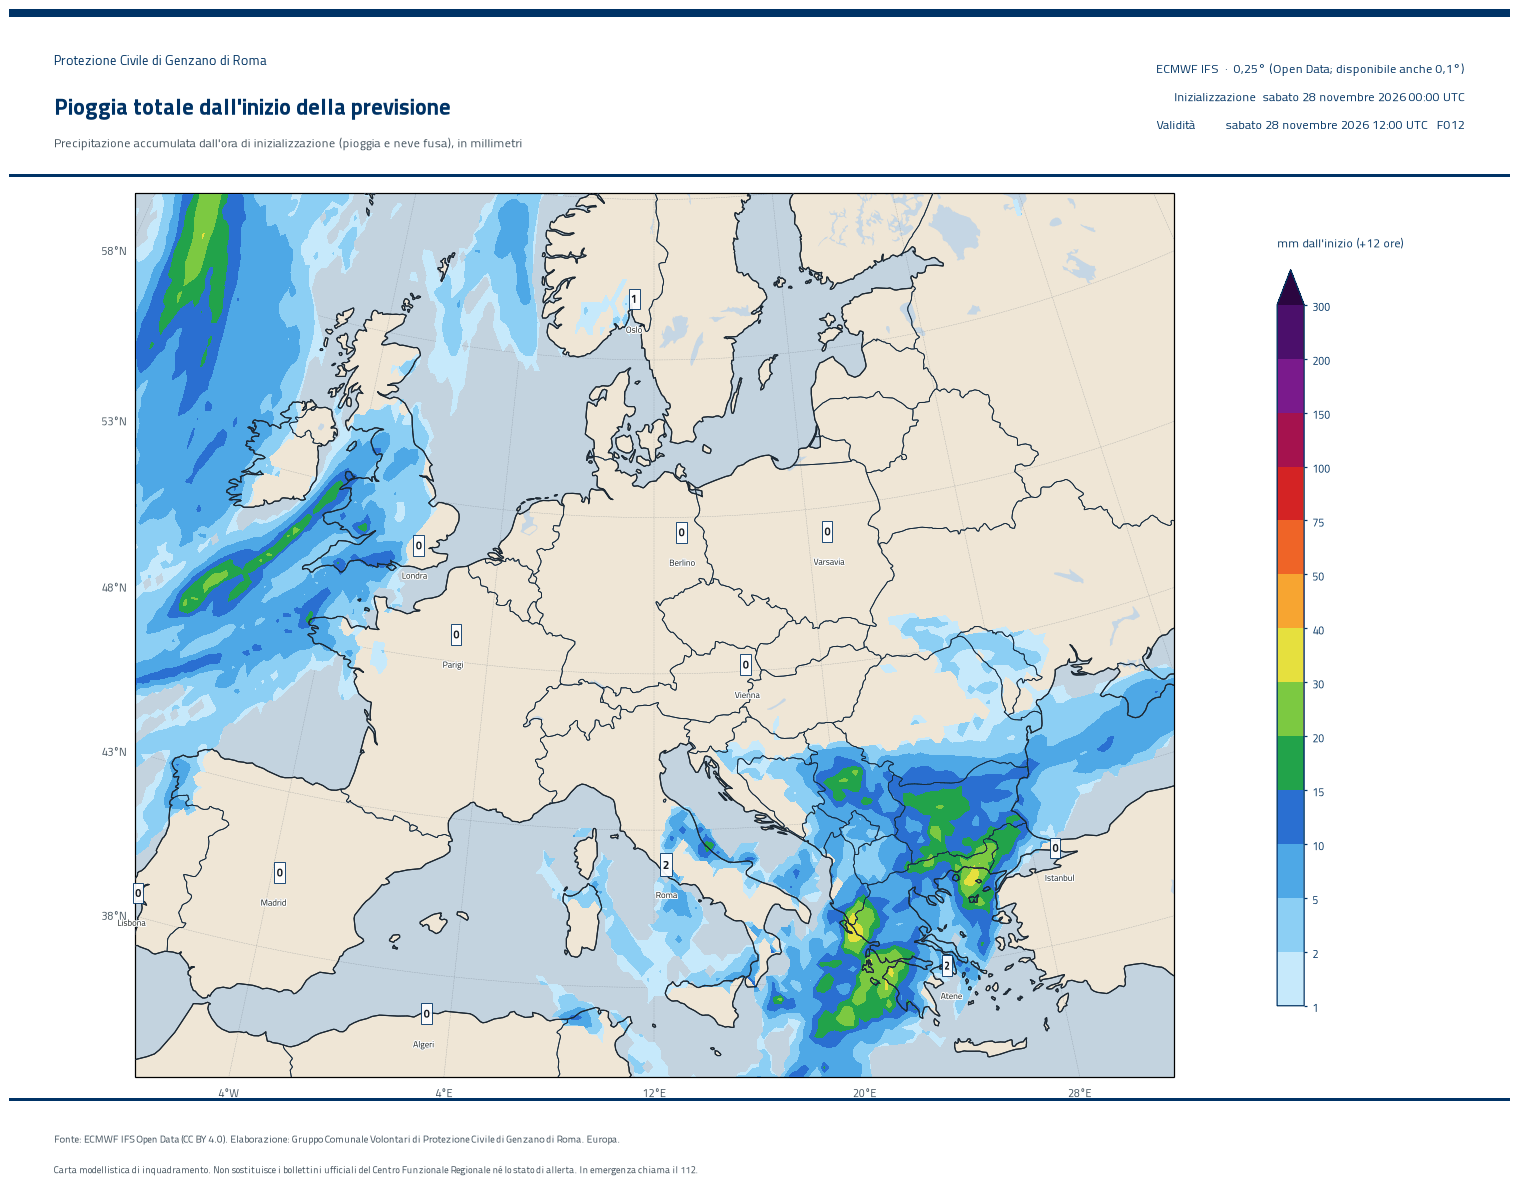 Protezione Civile di Genzano di Roma
Pioggia totale dall'inizio della previsione
Precipitazione accumulata dall'ora di inizializzazione (pioggia e neve fusa), in millimetri
ECMWF IFS · 0,25° (Open Data; disponibile anche 0,1°)
Inizializzazione sabato 28 novembre 2026 00:00 UTC
Validità sabato 28 novembre 2026 12:00 UTC F012
mm dall'inizio (+12 ore)
300
200
150
100
75
50
40
30
20
15
10
5
2
1
58°N
53°N
48°N
43°N
38°N
1
Oslo
0
Londra
0
Berlino
0
Varsavia
0
Parigi
0
Vienna
0
Madrid
0
Lisbona
2
Roma
0
Istanbul
2
Atene
0
Algeri
4°W
4°E
12°E
20°E
28°E
Fonte: ECMWF IFS Open Data (CC BY 4.0). Elaborazione: Gruppo Comunale Volontari di Protezione Civile di Genzano di Roma. Europa.
Carta modellistica di inquadramento. Non sostituisce i bollettini ufficiali del Centro Funzionale Regionale né lo stato di allerta. In emergenza chiama il 112.